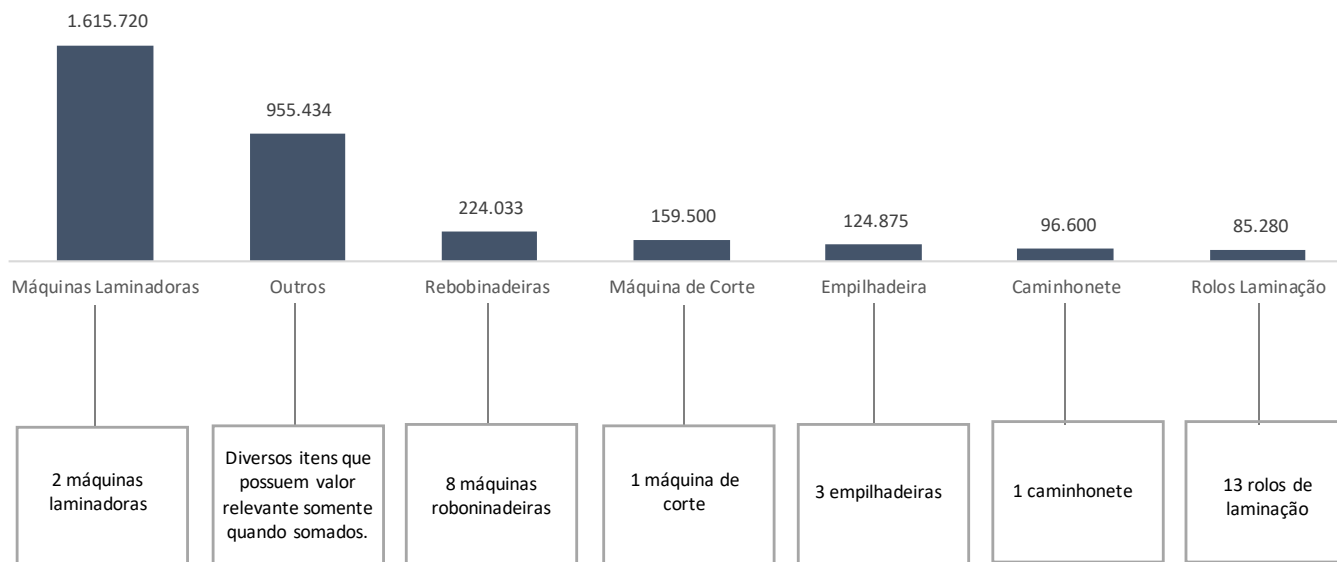 1.615.720
955.434
224.033
159.500
124.875
96.600
85.280
Máquinas Laminadoras
Outros
Rebobinadeiras
Máquina de Corte
Empilhadeira
Caminhonete
Rolos Laminação
2 máquinas
laminadoras
Diversos itens que
possuem valor
relevante somente
quando somados.
8 máquinas
roboninadeiras
1 máquina de
corte
3 empilhadeiras
1 caminhonete
13 rolos de
laminação